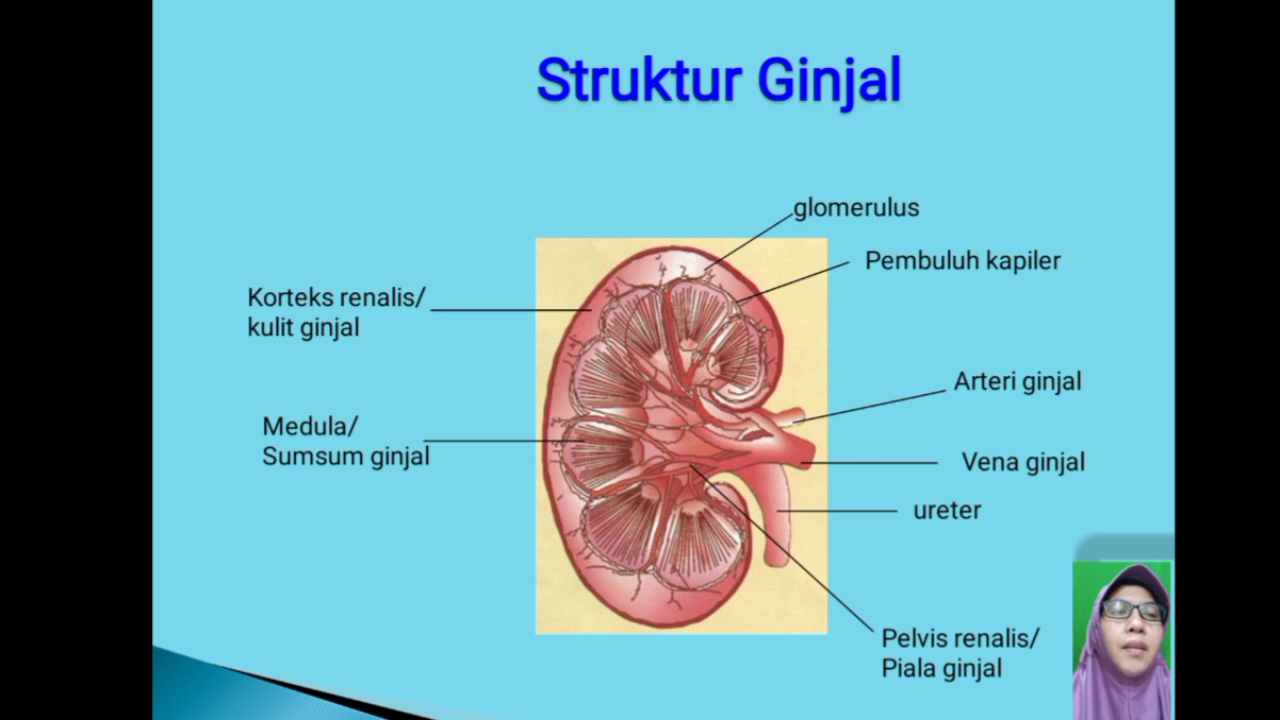 Struktur Ginjal
glomerulus
Pembuluh kapiler
Korteks renalis/
kulit ginjal
Arteri ginjal
Medula/
Sumsum ginjal
Vena ginjal
ureter
Pelvis renalis/
Piala ginjal